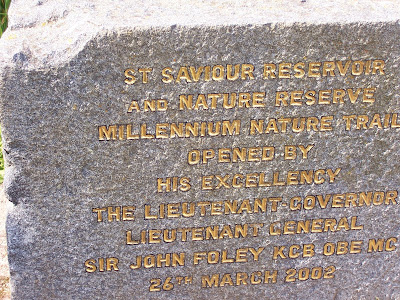 ST SAVIOUR RESERVOIR
AND NATURE RESERVE
MILLENNIUM NATURE TRAIL
OPENED BY
HIS EXCELLENCY
THE LIEUTENANT-GOVERNOR
LIEUTENANT GENERAL
SIR JOHN FOLEY KCB OBE MC
26TH MARCH 2002